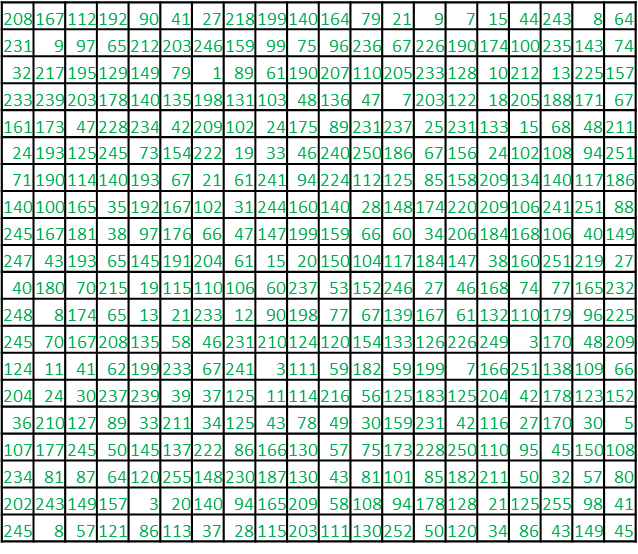 208 167 112 192 90 41 27 218 199 140 164 79 21 9 7 15 44 243 8 64
231 9 97 65 212 203 246 159 99 75 96 236 67 226 190 174 100 235 143 74
32 217 195 129 149 79 1 89 61 190 207 110 205 233 128 10 212 13 225 157
233 239 203 178 140 135 198 131 103 48 136 47 7 203 122 18 205 188 171 67
161 173 47 228 234 42 209 102 24 175 89 231 237 25 231 133 15 68 48 211
24 193 125 245 73 154 222 19 33 46 240 250 186 67 156 24 102 108 94 251
71 190 114 140 193 67 21 61 241 94 224 112 125 85 158 209 134 140 117 186
140 100 165 35 192 167 102 31 244 160 140 28 148 174 220 209 106 241 251 88
245 167 181 38 97 176 66 47 147 199 159 66 60 34 206 184 168 106 40 149
247 43 193 65 145 191 204 61 15 20 150 104 117 184 147 38 160 251 219 27
40 180 70 215 19 115 110 106 60 237 53 152 246 27 46 168 74 77 165 232
248 8 174 65 13 21 233 12 90 198 77 67 139 167 61 132 110 179 96 225
245 70 167 208 135 58 46 231 210 124 120 154 133 126 226 249 3 170 48 209
124 11 41 62 199 233 67 241 3 111 59 182 59 199 7 166 251 138 109 66
204 24 30 237 239 39 37 125 11 114 216 56 125 183 125 204 42 178 123 152
36 210 127 89 33 211 34 125 43 78 49 30 159 231 42 116 27 170 30 5
107 177 245 50 145 137 222 86 166 130 57 75 173 228 250 110 95 45 150 108
234 81 87 64 120 255 148 230 187 130 43 81 101 85 182 211 50 32 57 80
202 243 149 157 3 20 140 94 165 209 58 108 94 178 128 21 125 255 98 41
245 8 57 121 86 113 37 28 115 203 111 130 252 50 120 34 86 43 149 45